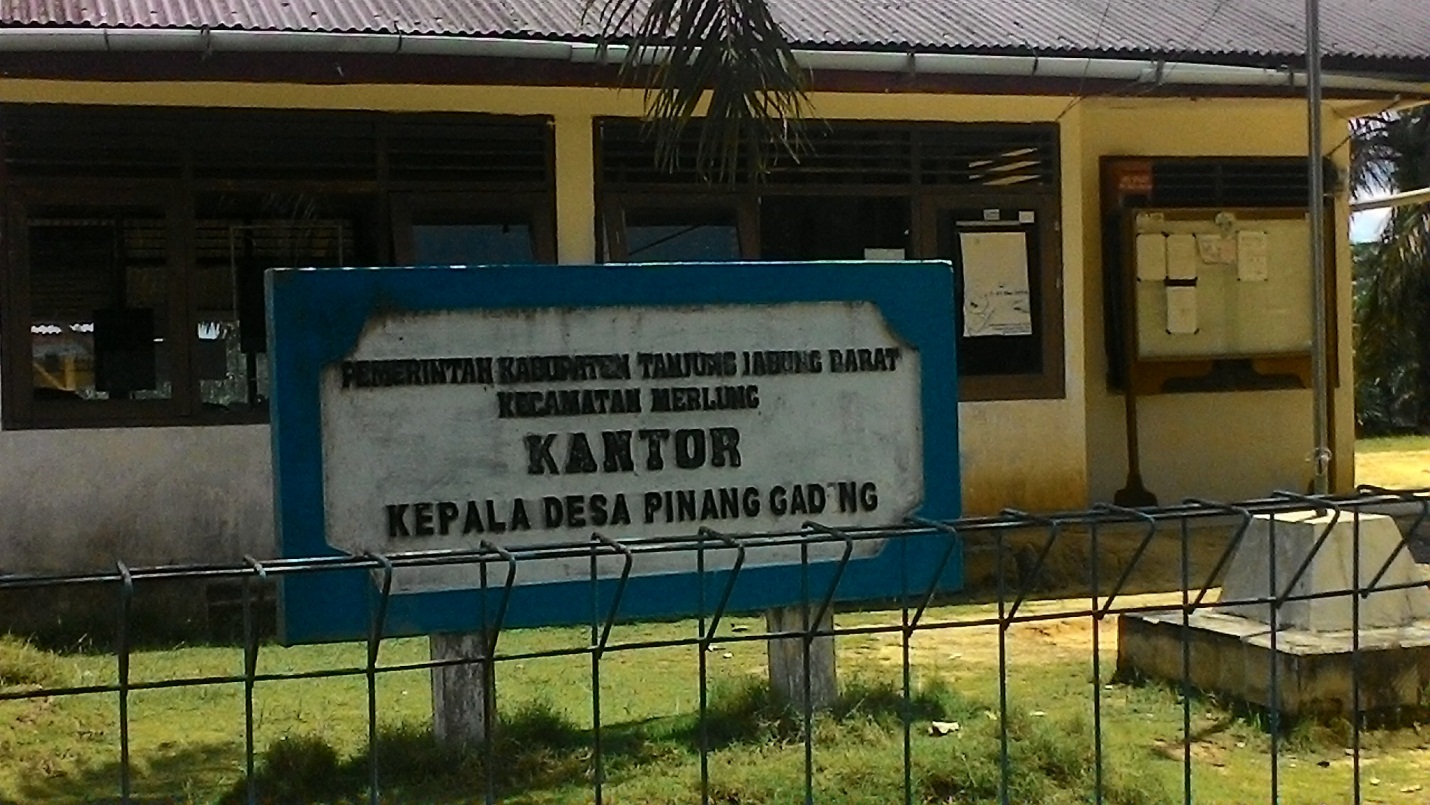 PEMERINTAH KABUPATEN TANJUNG JABUNG BARAT
KECAMATAN MERLUNG
KANTOR
KEPALA DESA PINANG GAD NG